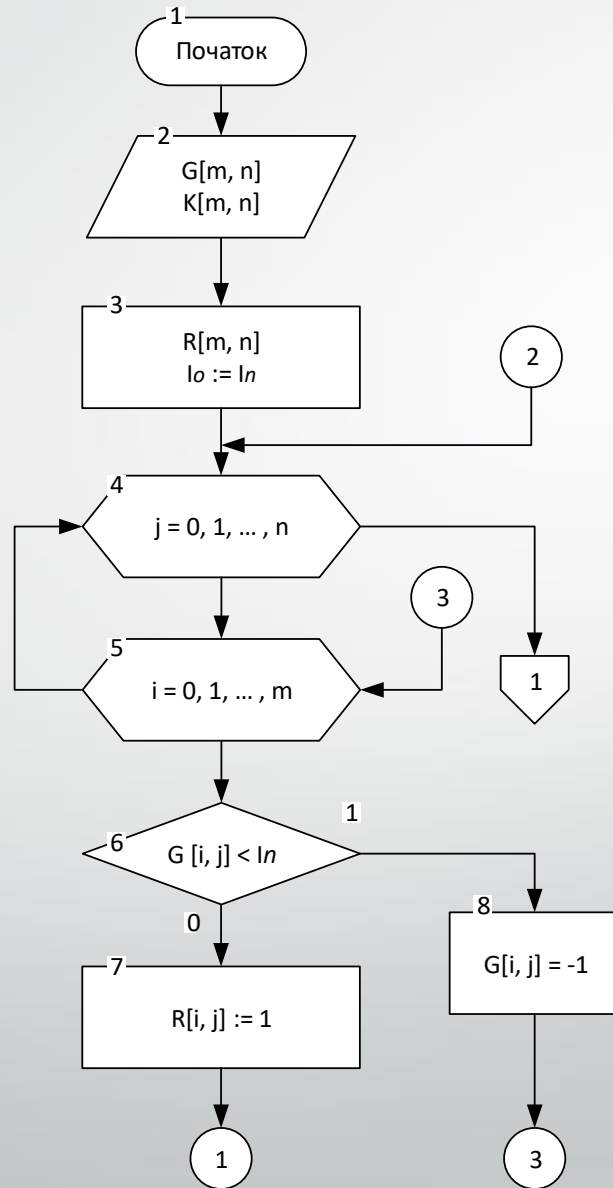 1
Початок
2
G[m, n]
K[m, n]
3
R[m, n]
Io := In
2
4
j = 0, 1, ... , n
3
5
i = 0, 1, ... , m
1
6
G [i, j] < In
1
0
8
G[i, j] = -1
7
R[i, j] := 1
1
3